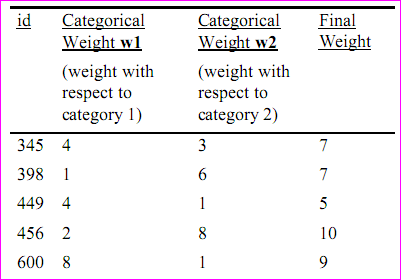 id Categorical Categorical Final
Weight w1 Weight w2 Weight
(weight with (weight with
respect to respect to
category 1) category 2)
345 4 3 7
398 1 6 7
449 4 1 5
456 2 8 10
600 8 1 9